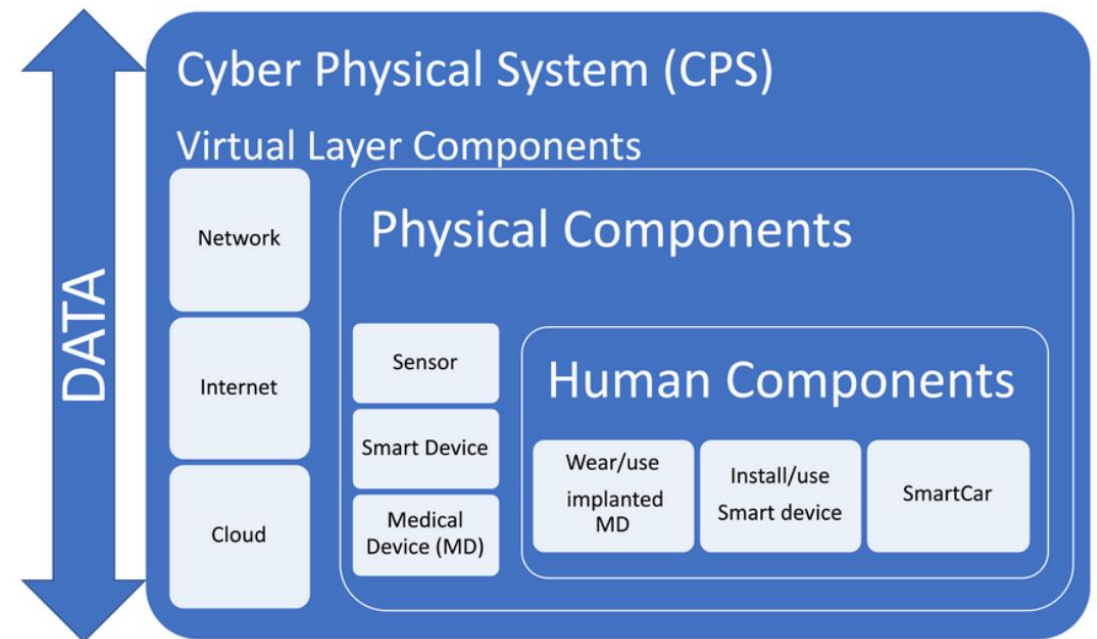 DATA
Cyber Physical System (CPS)
Virtual Layer Components
Network
Internet
Cloud
Physical Components
Sensor
Smart Device
Medical
Device (MD)
Human Components
Wear/use
implanted
MD
Install/use
Smart device
SmartCar